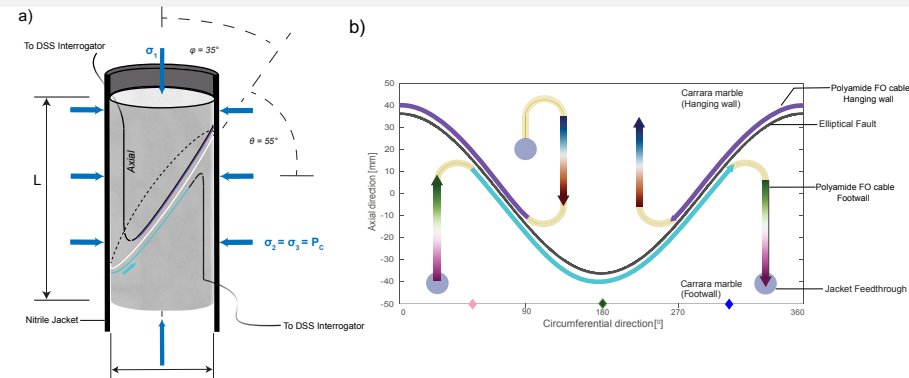 a)
To DSS Interrogator
σ1
φ = 35°
θ = 55°
Axial
L
σ2 = σ3 = PC
Nitrile Jacket
To DSS Interrogator
b)
50
40
30
20
10
0
-10
-20
-30
-40
-50
Axial direction [mm]
0
90
180
270
360
Circumferential direction[º]
Carrara marble
(Hanging wall)
Carrara marble
(Footwall)
Polyamide FO cable
Hanging wall
Elliptical Fault
Polyamide FO cable
Footwall
Jacket Feedthrough